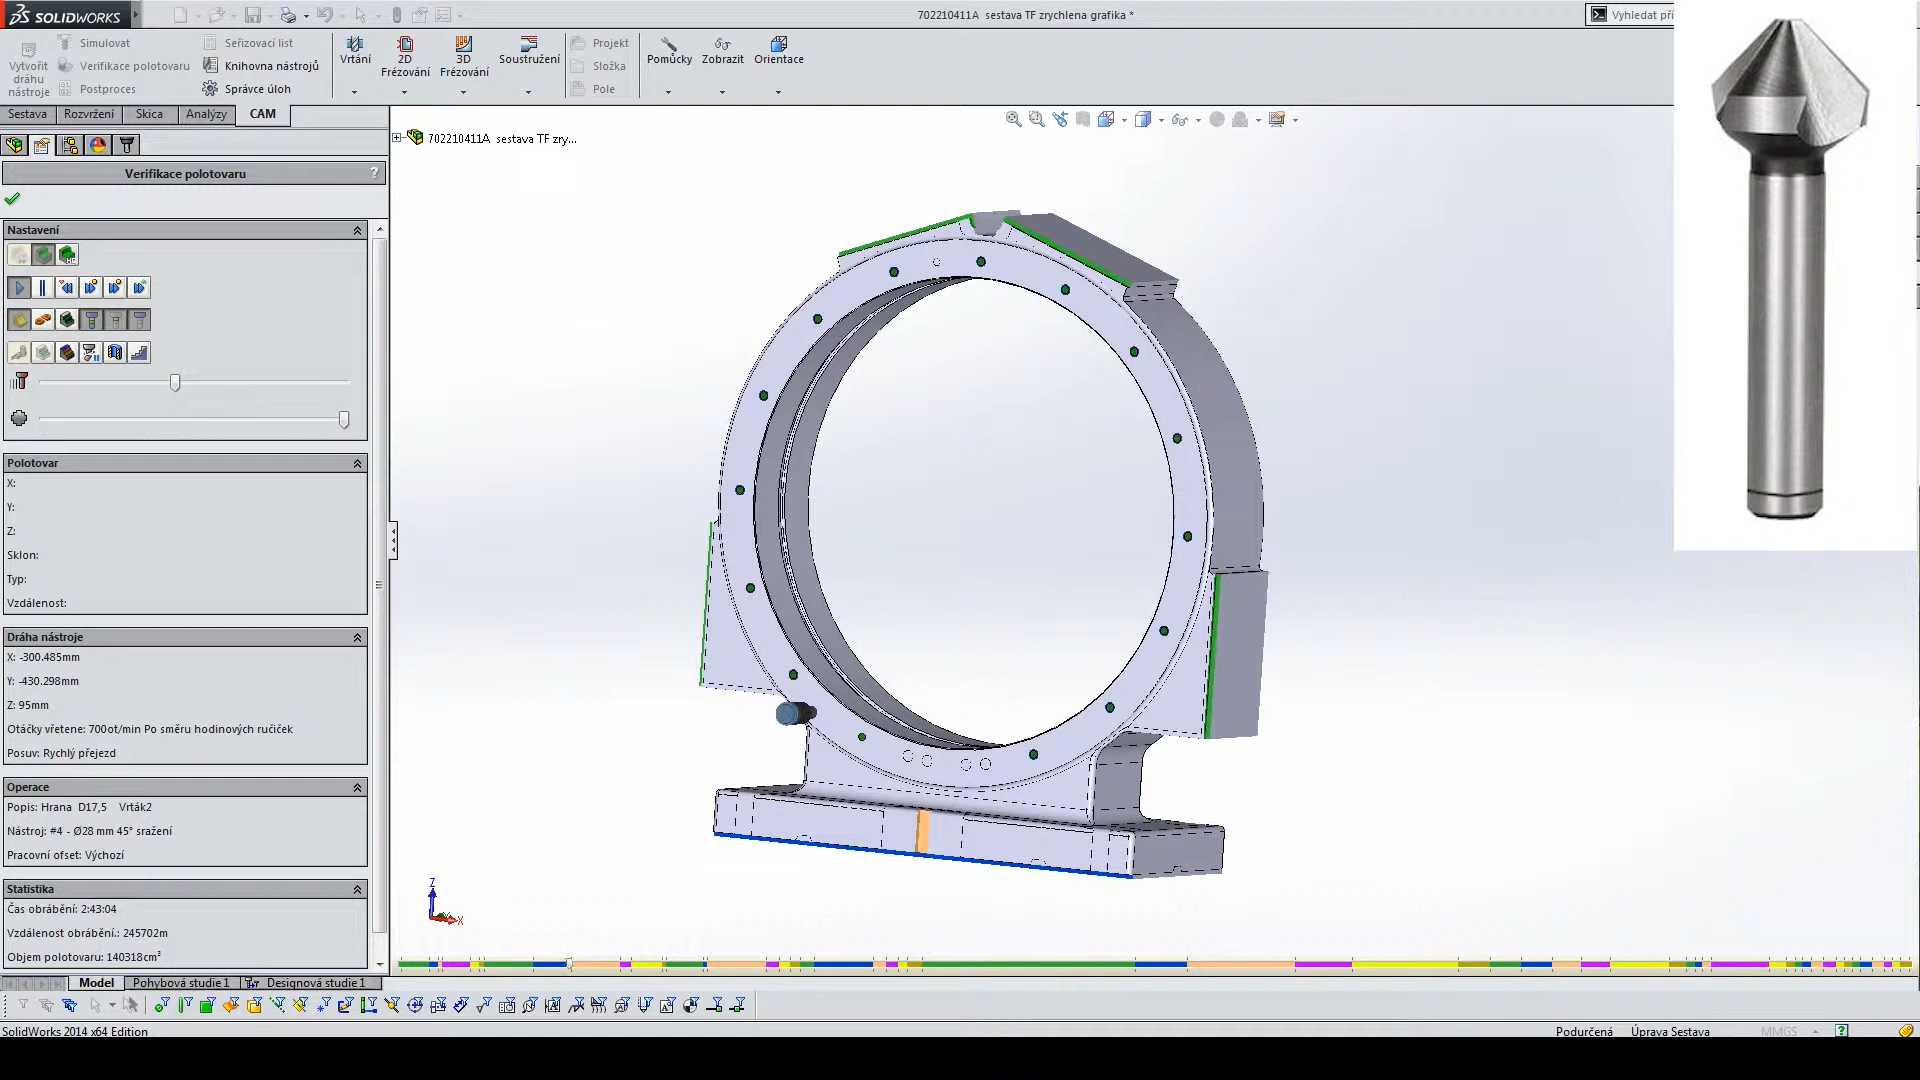 SOLIDWORKS
702210411A sestava TF zrychlena grafika *
Vyhledat při
Vytvořit dráhu nástroje
Simulovat
Verifikace polotovaru
Postproces
Seřizovací list
Knihovna nástrojů
Správce úloh
Vrtání
2D Frézování
3D Frézování
Soustružení
Projekt
Složka
Pole
Pomůcky
Zobrazit
Orientace
Sestava
Rozvržení
Skica
Analýzy
CAM
702210411A sestava TF zry...
Verifikace polotovaru
?
Nastavení
Polotovar
X:
Y:
Z:
Sklon:
Typ:
Vzdálenost:
Dráha nástroje
X: -300.485mm
Y: -430.298mm
Z: 95mm
Otáčky vřetene: 700ot/min Po směru hodinových ručiček
Posuv: Rychlý přejezd
Operace
Popis: Hrana D17,5 Vrták2
Nástroj: #4 - Ø28 mm 45° sražení
Pracovní ofset: Výchozí
Statistika
Čas obrábění: 2:43:04
Vzdálenost obrábění.: 245702m
Objem polotovaru: 140318cm³
Z
X
Model
Pohybová studie 1
Designová studie 1
SolidWorks 2014 x64 Edition
Podurčená
Úprava Sestava
MMGS
?